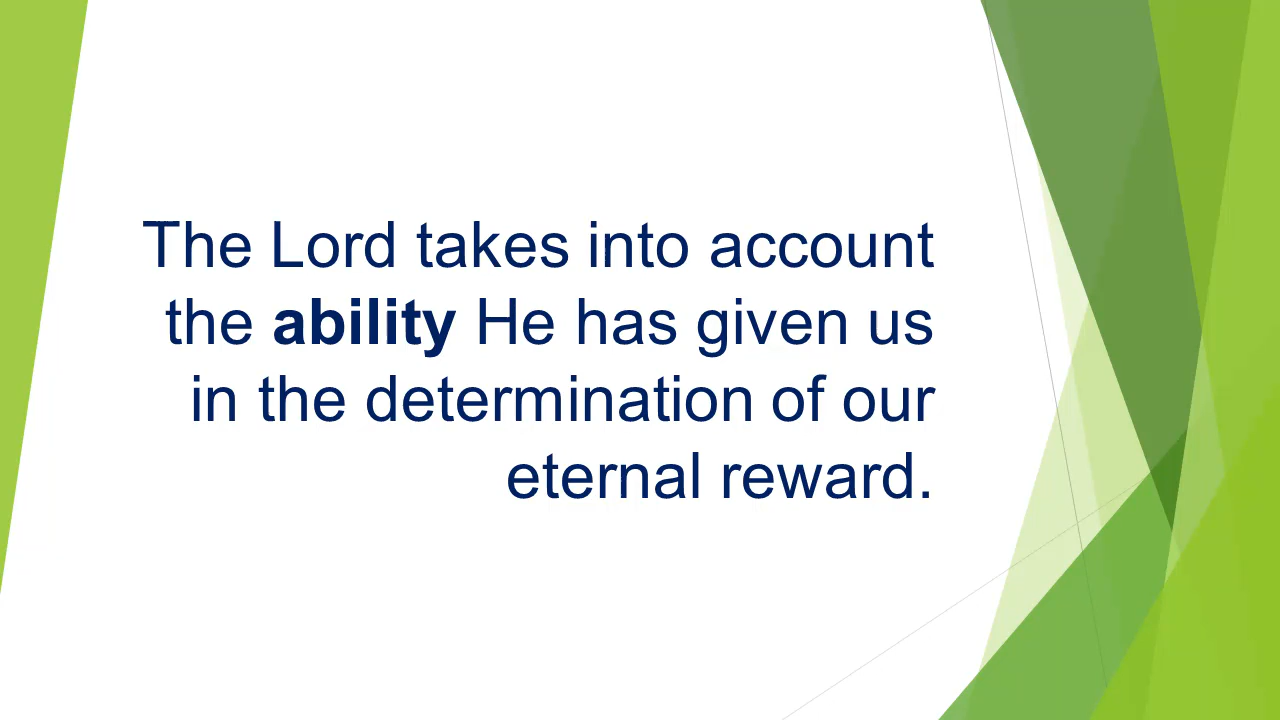 The Lord takes into account
the ability He has given us
in the determination of our
eternal reward.